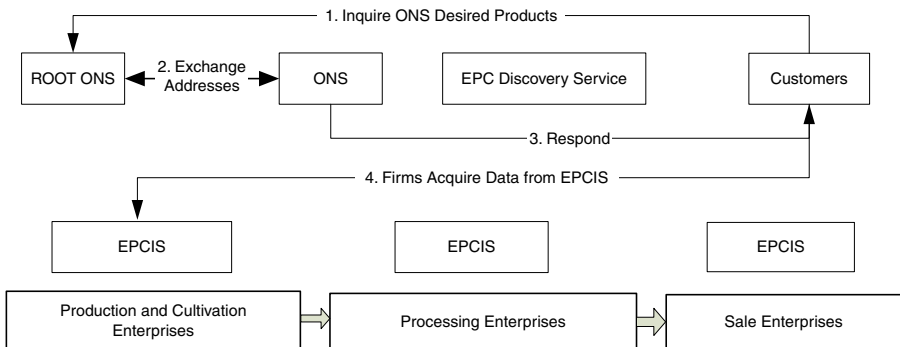 1. Inquire ONS Desired Products
ROOT ONS
2. Exchange
Addresses
ONS
EPC Discovery Service
Customers
3. Respond
4. Firms Acquire Data from EPCIS
EPCIS
EPCIS
EPCIS
Production and Cultivation
Enterprises
Processing Enterprises
Sale Enterprises